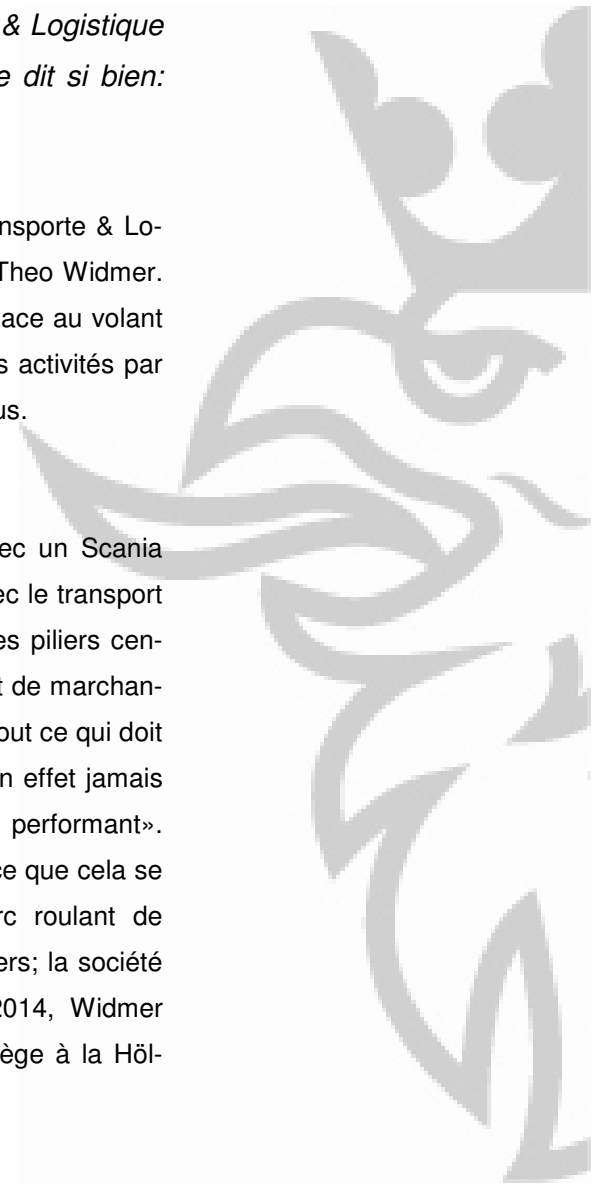 & Logistique
e dit si bien:
nsporte & Lo-
Theo Widmer.
ace au volant
s activités par
us.
vec un Scania
ec le transport
es piliers cen-
t de marchan-
out ce qui doit
n effet jamais
performant».
ce que cela se
rc roulant de
ers; la société
2014, Widmer
iège à la Höl-